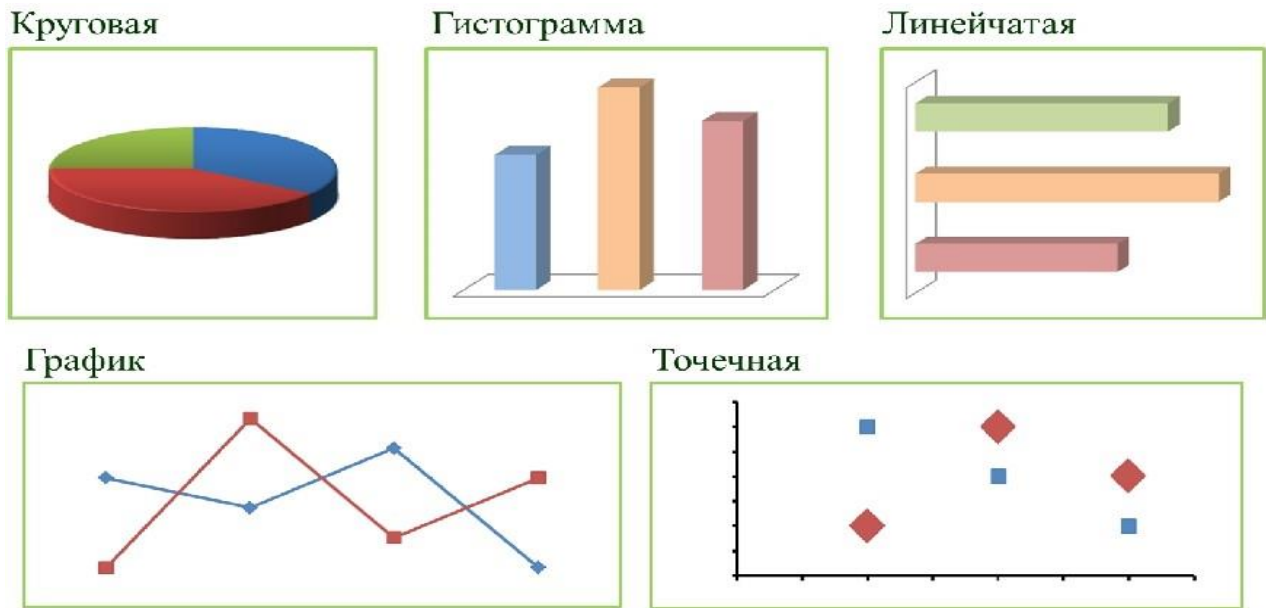 Круговая
Гистограмма
Линейчатая
График
Точечная